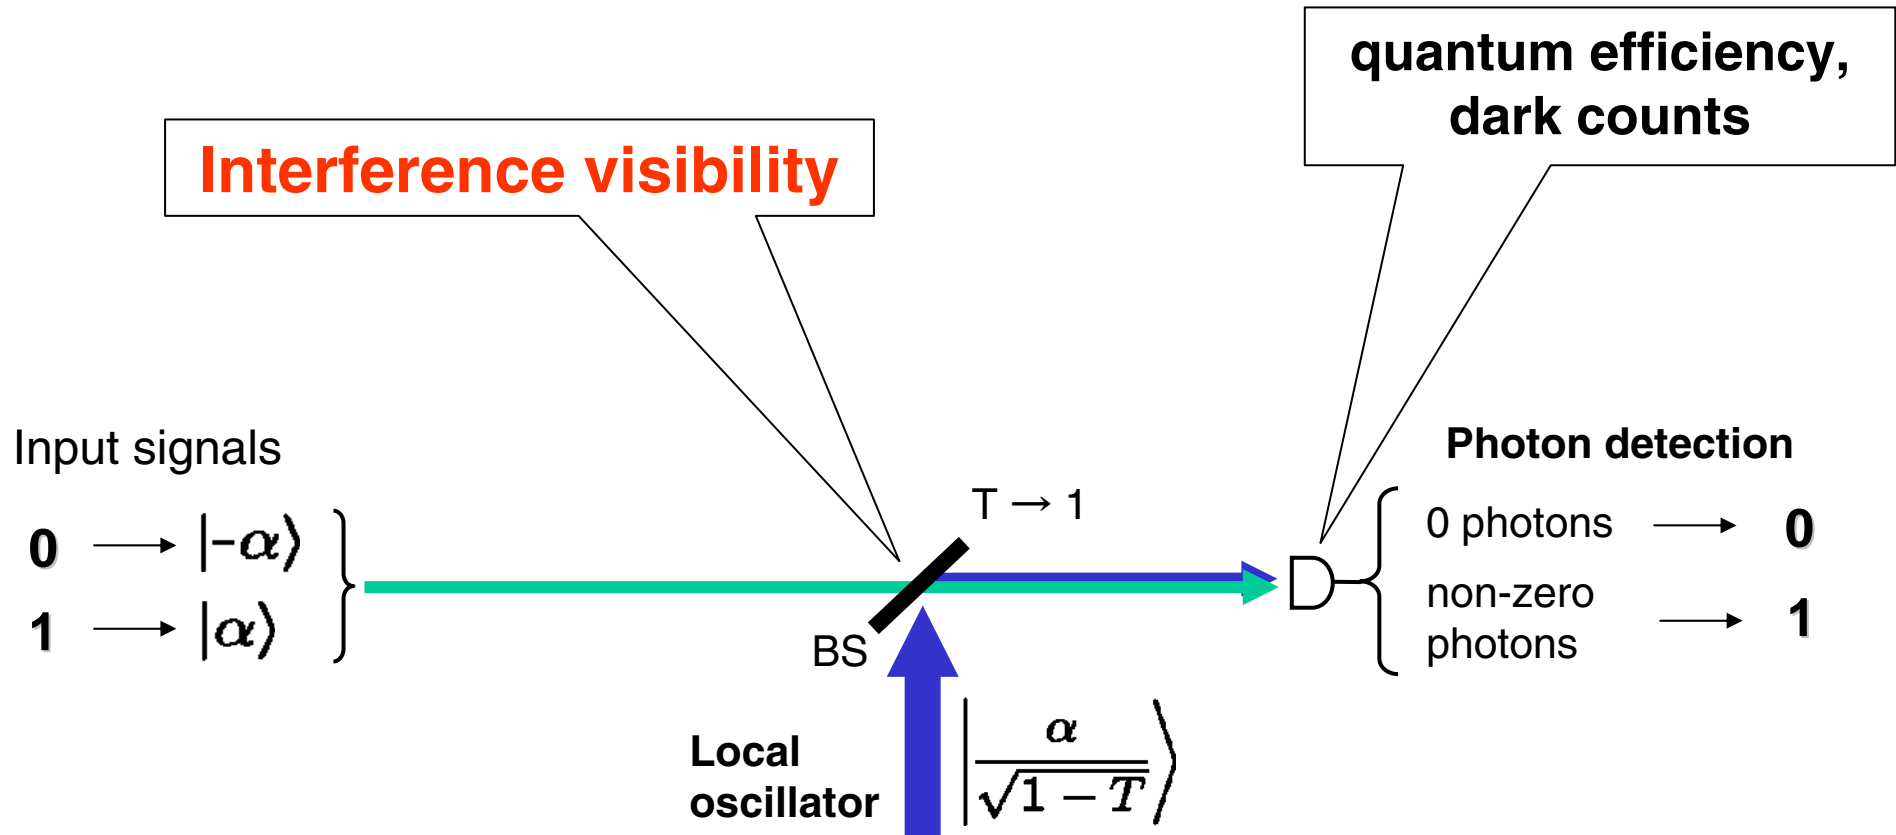 quantum efficiency,
dark counts
Interference visibility
Input signals
0 → |−α⟩
1 → |α⟩
T → 1
BS
Local
oscillator
|α/√(1 − T)⟩
Photon detection
0 photons → 0
non-zero
photons → 1